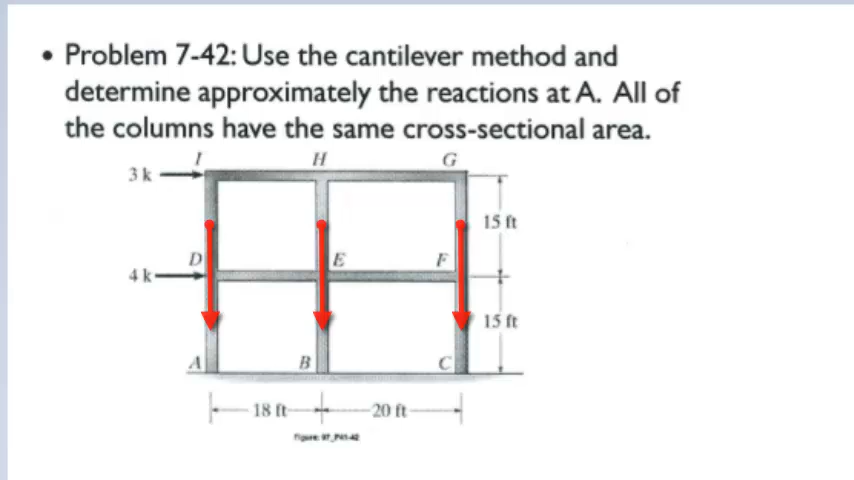 • Problem 7-42: Use the cantilever method and
determine approximately the reactions at A. All of
the columns have the same cross-sectional area.
I H G
3 k
15 ft
D E F
4 k
15 ft
A B C
18 ft 20 ft